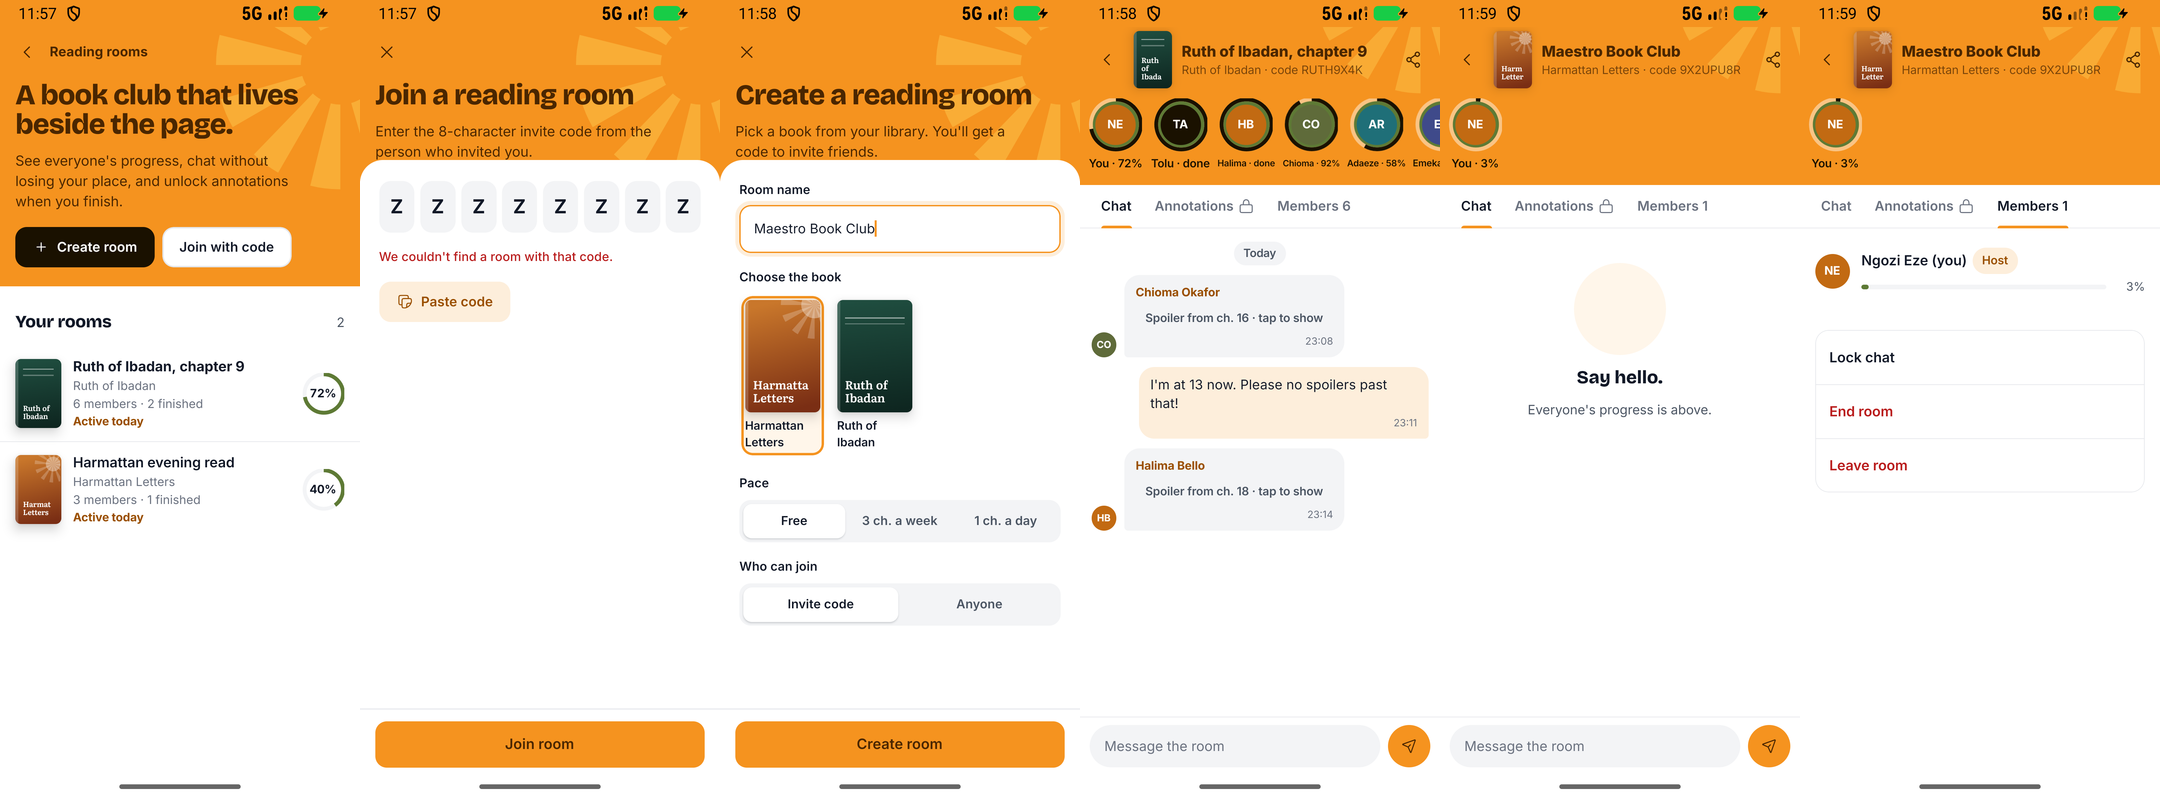 11:57
5G
Reading rooms
A book club that lives
beside the page.
See everyone's progress, chat without
losing your place, and unlock annotations
when you finish.
+ Create room
Join with code
Your rooms
2
Ruth of
Ibadan
Ruth of Ibadan, chapter 9
Ruth of Ibadan
6 members · 2 finished
Active today
72%
Harmat
Letters
Harmattan evening read
Harmattan Letters
3 members · 1 finished
Active today
40%
11:57
5G
Join a reading room
Enter the 8-character invite code from the
person who invited you.
Z Z Z Z Z Z Z Z
We couldn't find a room with that code.
Paste code
Join room
11:58
5G
Create a reading room
Pick a book from your library. You'll get a
code to invite friends.
Room name
Maestro Book Club
Choose the book
Harmatta
Letters
Harmattan
Letters
Ruth of
Ibadan
Ruth of
Ibadan
Pace
Free
3 ch. a week
1 ch. a day
Who can join
Invite code
Anyone
Create room
11:58
5G
Ruth
of
Ibada
Ruth of Ibadan, chapter 9
Ruth of Ibadan · code RUTH9X4K
NE
TA
HB
CO
AR
E
You · 72%
Tolu · done
Halima · done
Chioma · 92%
Adaeze · 58%
Emeka
Chat
Annotations
Members 6
Today
Chioma Okafor
Spoiler from ch. 16 · tap to show
23:08
CO
I'm at 13 now. Please no spoilers past
that!
23:11
Halima Bello
Spoiler from ch. 18 · tap to show
23:14
HB
Message the room
11:59
5G
Harm
Letter
Maestro Book Club
Harmattan Letters · code 9X2UPU8R
NE
You · 3%
Chat
Annotations
Members 1
Say hello.
Everyone's progress is above.
Message the room
11:59
5G
Harm
Letter
Maestro Book Club
Harmattan Letters · code 9X2UPU8R
NE
You · 3%
Chat
Annotations
Members 1
NE
Ngozi Eze (you)
Host
3%
Lock chat
End room
Leave room